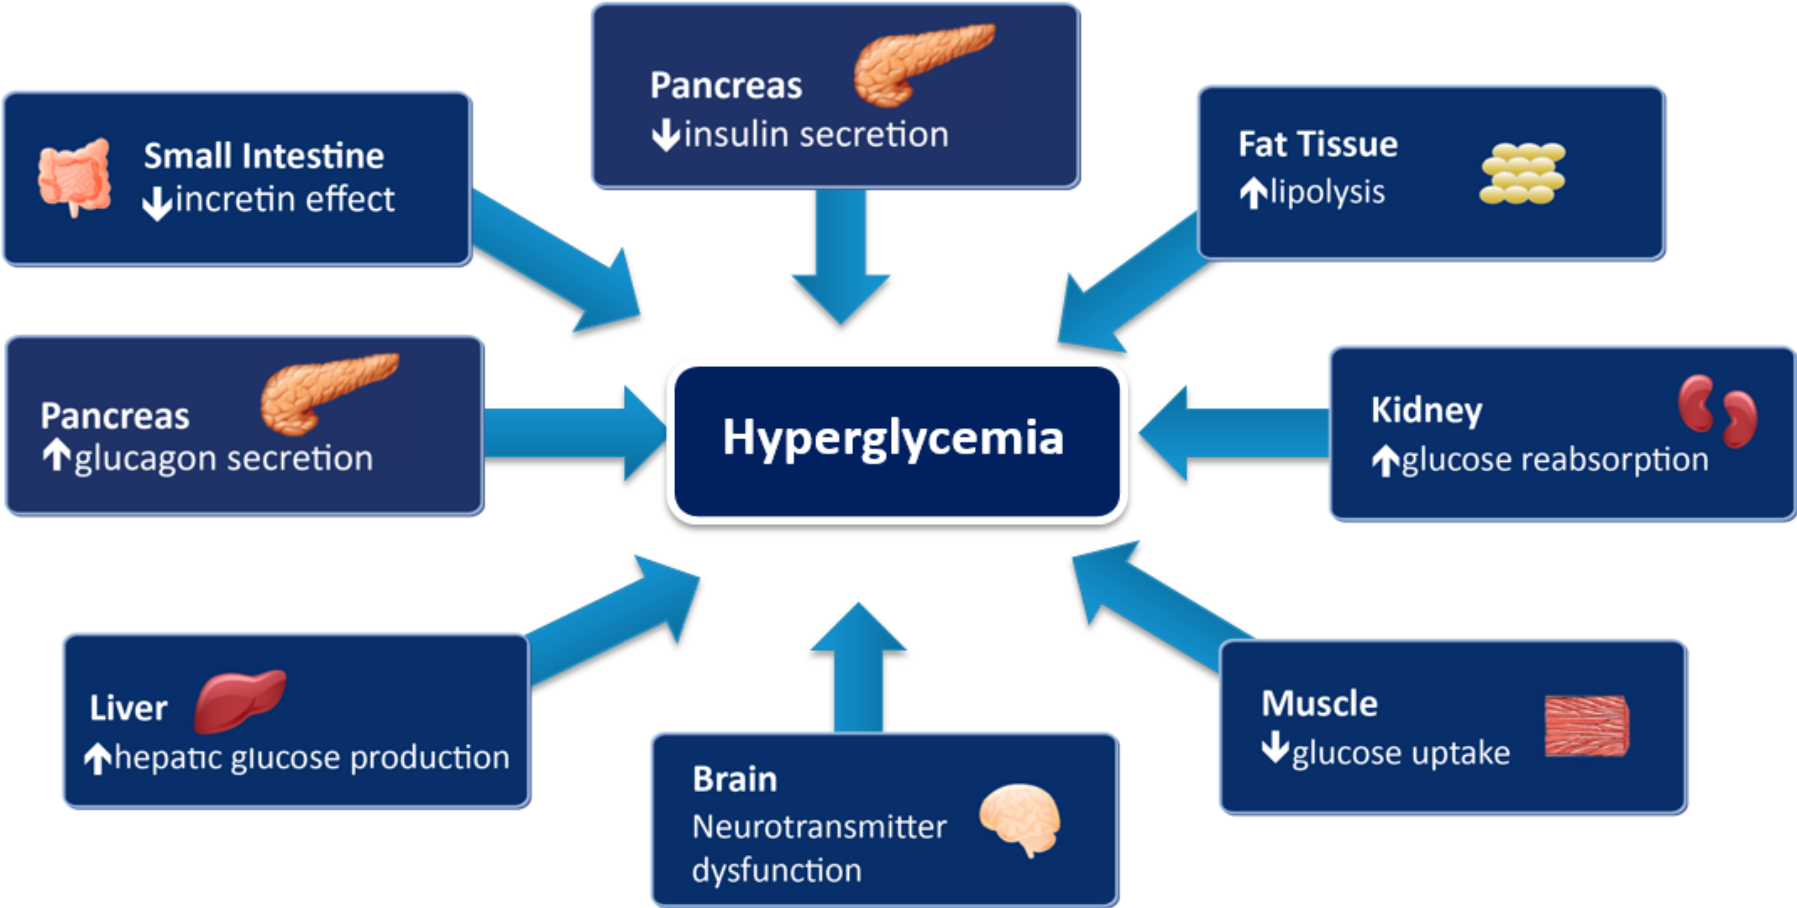 Pancreas
↓insulin secretion
Small Intestine
↓incretin effect
Fat Tissue
↑lipolysis
Pancreas
↑glucagon secretion
Hyperglycemia
Kidney
↑glucose reabsorption
Liver
↑hepatic glucose production
Brain
Neurotransmitter
dysfunction
Muscle
↓glucose uptake